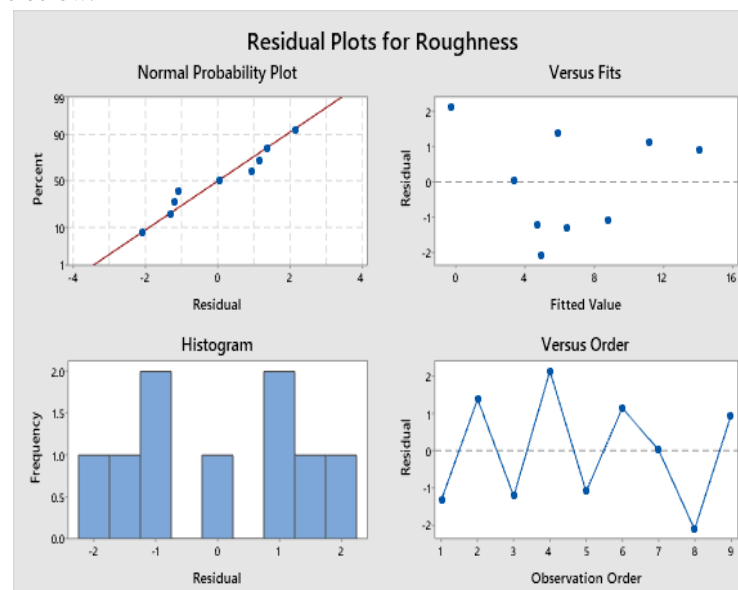 Residual Plots for Roughness
Normal Probability Plot
99
90
50
10
1
Percent
-4 -2 0 2 4
Residual
Versus Fits
2
1
0
-1
-2
Residual
0 4 8 12 16
Fitted Value
Histogram
2.0
1.5
1.0
0.5
0.0
Frequency
-2 -1 0 1 2
Residual
Versus Order
2
1
0
-1
-2
Residual
1 2 3 4 5 6 7 8 9
Observation Order